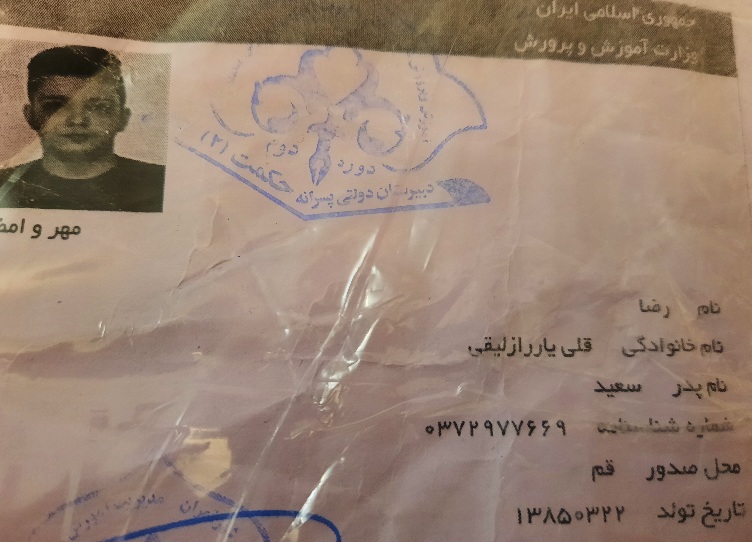 جمهوری اسلامی ایران
وزارت آموزش و پرورش
دوره دوم
حکمت (۲)
دبیرستان دولتی پسرانه
مهر و
نام رضا
نام خانوادگی قلی یاررازلیقی
نام پدر سعید
شماره شناسنامه ۰۳۷۲۹۷۷۶۶۹
محل صدور قم
تاریخ تولد ۱۳۸۵۰۳۲۲